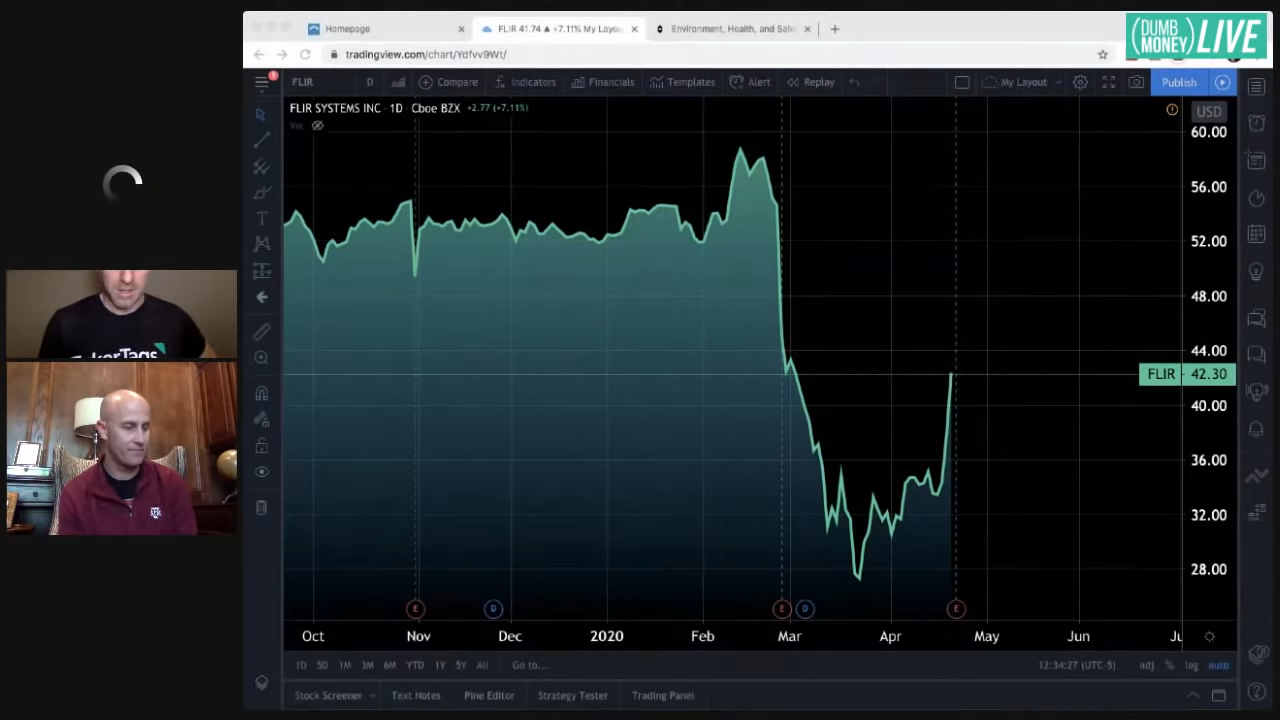 (DUMB MONEY) LIVE
Homepage
FLIR 41.74 ▲ +7.11% My Layou
Environment, Health, and Safe
tradingview.com/chart/Ydfvv9Wt/
9
FLIR D Compare Indicators Financials Templates Alert Replay My Layout Publish
FLIR SYSTEMS INC · 1D · Cboe BZX +2.77 (+7.11%)
Vol
USD
60.00
56.00
52.00
48.00
44.00
FLIR 42.30
40.00
36.00
32.00
28.00
TerTags
E D E D E
Oct Nov Dec 2020 Feb Mar Apr May Jun Ju
1D 5D 1M 3M 6M YTD 1Y 5Y All Go to... 12:34:27 (UTC-5) adj % log auto
Stock Screener Text Notes Pine Editor Strategy Tester Trading Panel